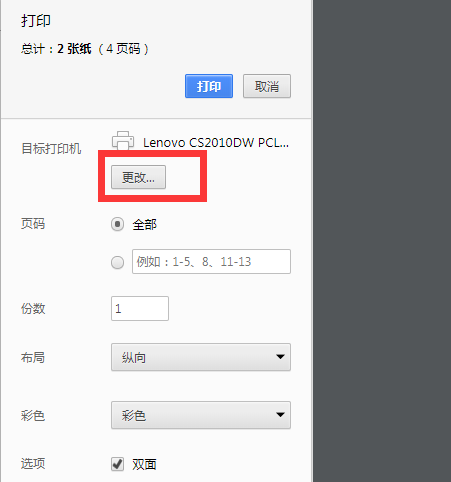 打印
总计：2 张纸 （4 页码）
打印 取消
目标打印机 Lenovo CS2010DW PCL...
更改...
页码 全部
例如：1-5、8、11-13
份数 1
布局 纵向
彩色 彩色
选项 双面